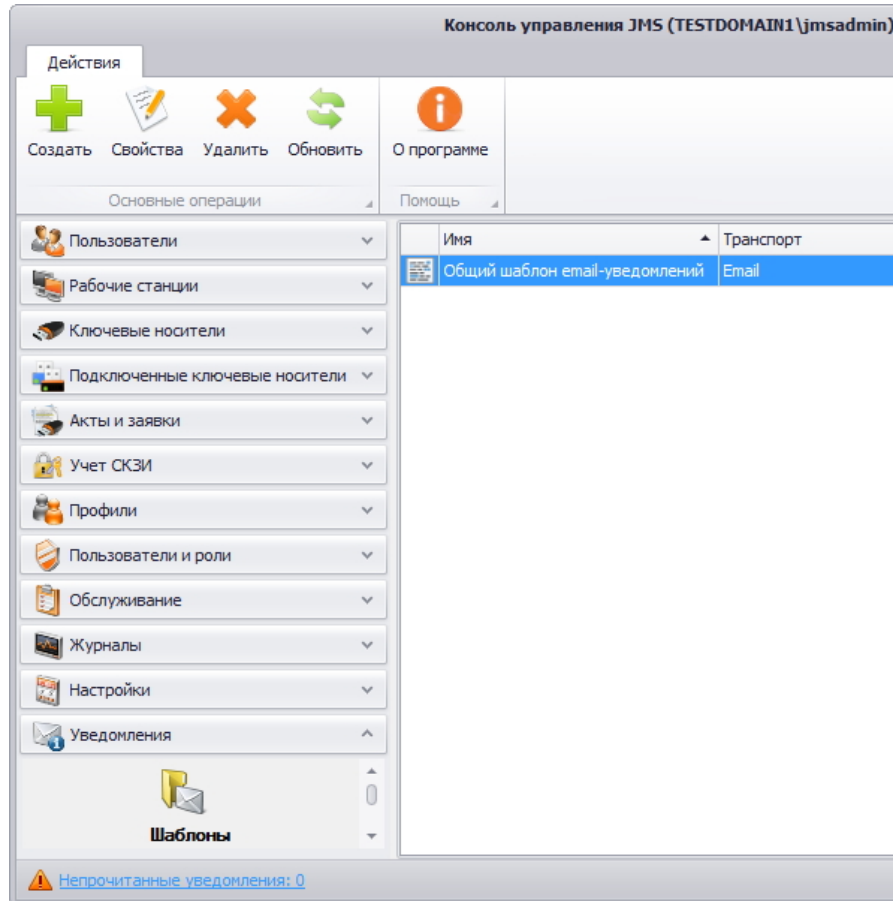 Консоль управления JMS (TESTDOMAIN1\jmsadmin)
Действия
Создать Свойства Удалить Обновить О программе
Основные операции Помощь
Пользователи
Рабочие станции
Ключевые носители
Подключенные ключевые носители
Акты и заявки
Учет СКЗИ
Профили
Пользователи и роли
Обслуживание
Журналы
Настройки
Уведомления
Шаблоны
Имя Транспорт
Общий шаблон email-уведомлений Email
Непрочитанные уведомления: 0